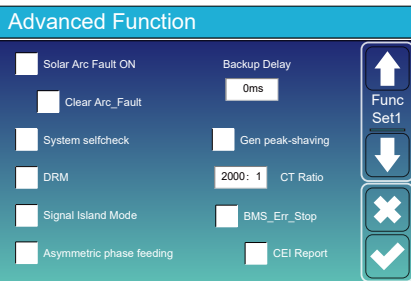 Advanced Function
Solar Arc Fault ON
Backup Delay
0ms
Clear Arc_Fault
Func
Set1
System selfcheck
Gen peak-shaving
DRM
2000: 1
CT Ratio
Signal Island Mode
BMS_Err_Stop
Asymmetric phase feeding
CEI Report